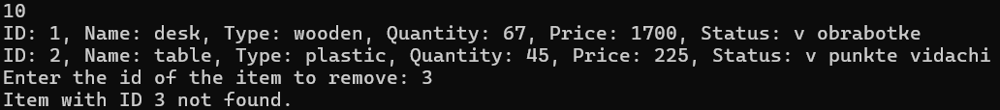 10
ID: 1, Name: desk, Type: wooden, Quantity: 67, Price: 1700, Status: v obrabotke
ID: 2, Name: table, Type: plastic, Quantity: 45, Price: 225, Status: v punkte vidachi
Enter the id of the item to remove: 3
Item with ID 3 not found.